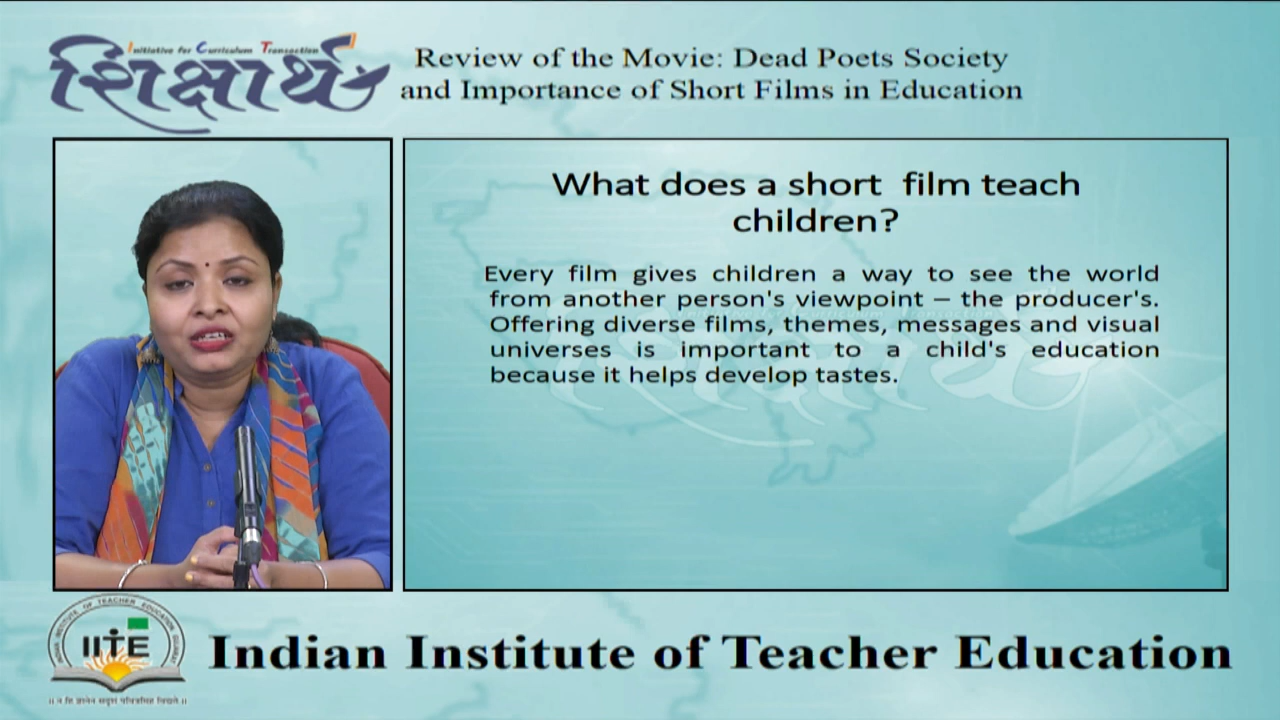 Initiative for Curriculum Transaction
शिक्षार्थ
Review of the Movie: Dead Poets Society
and Importance of Short Films in Education
What does a short film teach
children?
Every film gives children a way to see the world
from another person's viewpoint – the producer's.
Offering diverse films, themes, messages and visual
universes is important to a child's education
because it helps develop tastes.
IITE
Indian Institute of Teacher Education